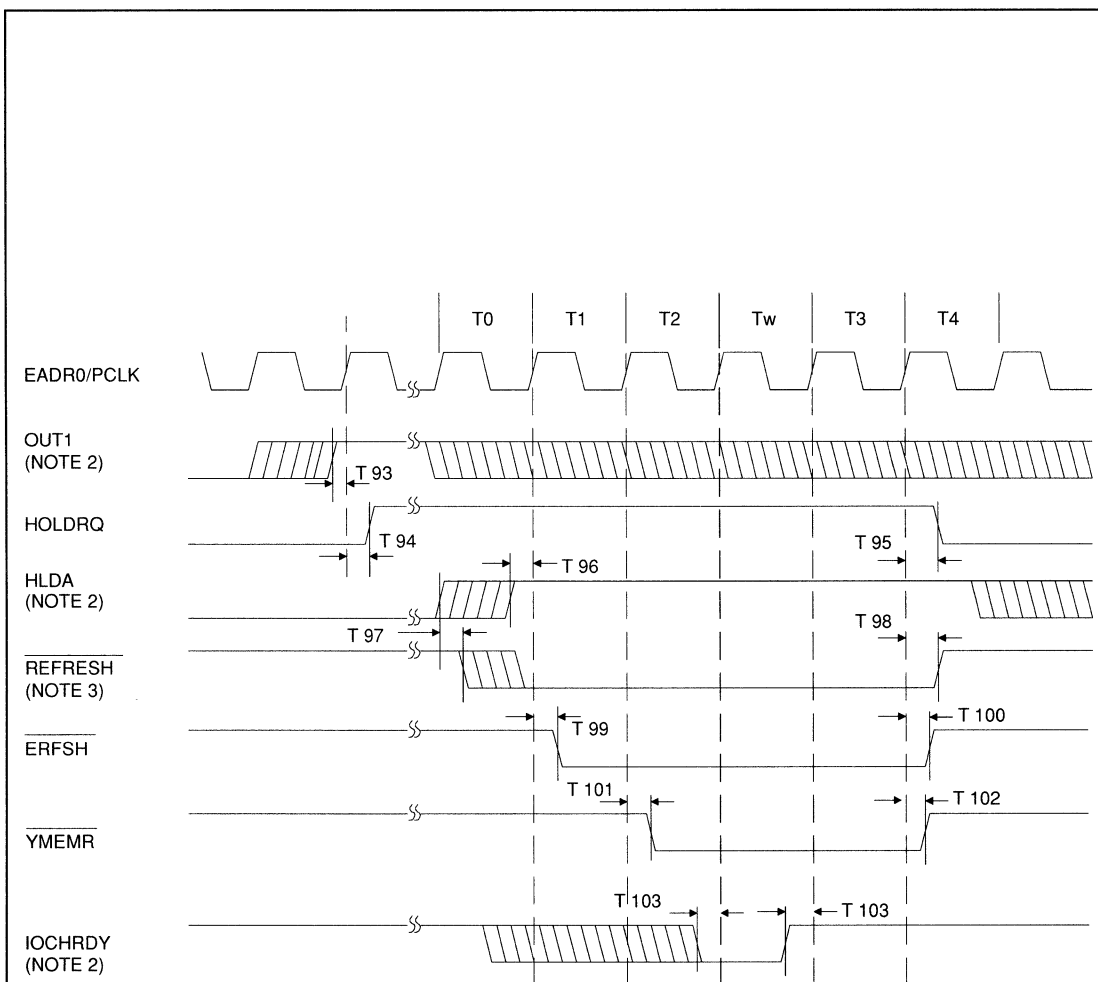 T0 T1 T2 Tw T3 T4
EADR0/PCLK
OUT1
(NOTE 2)
T 93
HOLDRQ
T 94
T 95
HLDA
(NOTE 2)
T 96
T 97
T 98
REFRESH
(NOTE 3)
T 99
T 100
ERFSH
T 101
T 102
YMEMR
T 103
T 103
IOCHRDY
(NOTE 2)